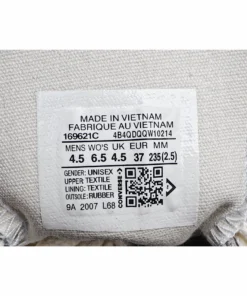 MADE IN VIETNAM
FABRIQUE AU VIETNAM
169621C 4B4QDQQW10214
MENS WO'S UK EUR MM
4.5 6.5 4.5 37 235(2.5)
GENDER: UNISEX
UPPER: TEXTILE
LINING: TEXTILE
OUTSOLE: RUBBER
9A 2007 L68
CONVERSE